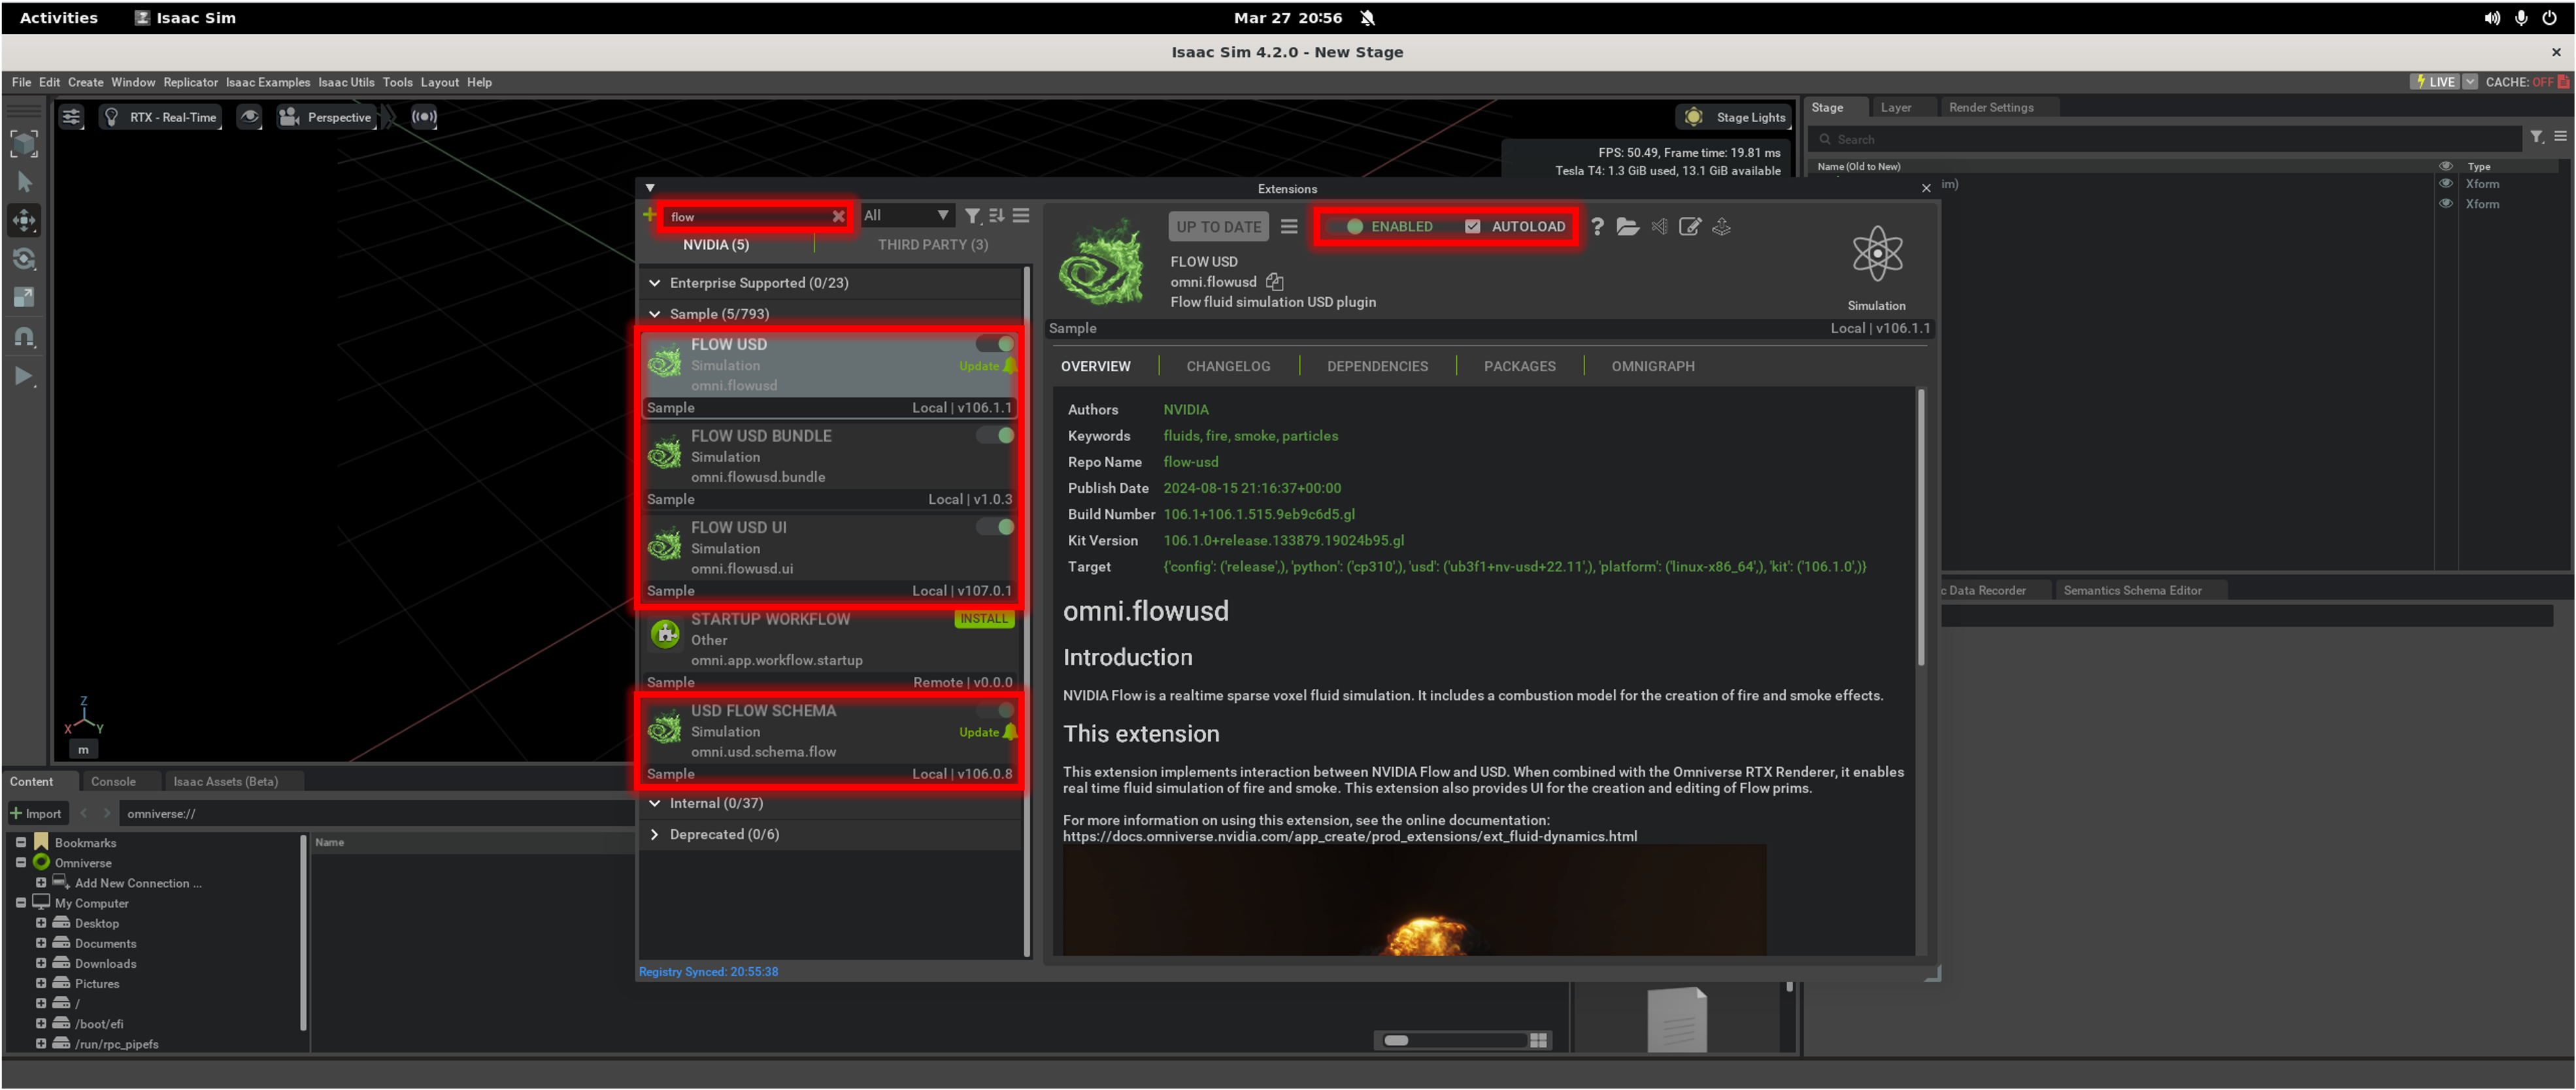 Activities Isaac Sim Mar 27 20:56
Isaac Sim 4.2.0 - New Stage
File Edit Create Window Replicator Isaac Examples Isaac Utils Tools Layout Help LIVE CACHE: OFF
RTX - Real-Time Perspective Stage Lights
FPS: 50.49, Frame time: 19.81 ms
Tesla T4: 1.3 GiB used, 13.1 GiB available
Stage Layer Render Settings
Search
Name (Old to New) Type
im) Xform
Xform
Extensions
flow All
NVIDIA (5) THIRD PARTY (3)
Enterprise Supported (0/23)
Sample (5/793)
FLOW USD
Simulation Update
omni.flowusd
Sample Local | v106.1.1
FLOW USD BUNDLE
Simulation
omni.flowusd.bundle
Sample Local | v1.0.3
FLOW USD UI
Simulation
omni.flowusd.ui
Sample Local | v107.0.1
STARTUP WORKFLOW INSTALL
Other
omni.app.workflow.startup
Sample Remote | v0.0.0
USD FLOW SCHEMA
Simulation Update
omni.usd.schema.flow
Sample Local | v106.0.8
Internal (0/37)
Deprecated (0/6)
Registry Synced: 20:55:38
UP TO DATE ENABLED AUTOLOAD ?
FLOW USD
omni.flowusd
Flow fluid simulation USD plugin
Simulation
Sample Local | v106.1.1
OVERVIEW CHANGELOG DEPENDENCIES PACKAGES OMNIGRAPH
Authors NVIDIA
Keywords fluids, fire, smoke, particles
Repo Name flow-usd
Publish Date 2024-08-15 21:16:37+00:00
Build Number 106.1+106.1.515.9eb9c6d5.gl
Kit Version 106.1.0+release.133879.19024b95.gl
Target {'config': ('release',), 'python': ('cp310',), 'usd': ('ub3f1+nv-usd+22.11',), 'platform': ('linux-x86_64',), 'kit': ('106.1.0',)}
omni.flowusd
Introduction
NVIDIA Flow is a realtime sparse voxel fluid simulation. It includes a combustion model for the creation of fire and smoke effects.
This extension
This extension implements interaction between NVIDIA Flow and USD. When combined with the Omniverse RTX Renderer, it enables
real time fluid simulation of fire and smoke. This extension also provides UI for the creation and editing of Flow prims.
For more information on using this extension, see the online documentation:
https://docs.omniverse.nvidia.com/app_create/prod_extensions/ext_fluid-dynamics.html
c Data Recorder Semantics Schema Editor
Z
X Y
m
Content Console Isaac Assets (Beta)
Import omniverse://
Name
Bookmarks
Omniverse
Add New Connection ...
My Computer
Desktop
Documents
Downloads
Pictures
/
/boot/efi
/run/rpc_pipefs